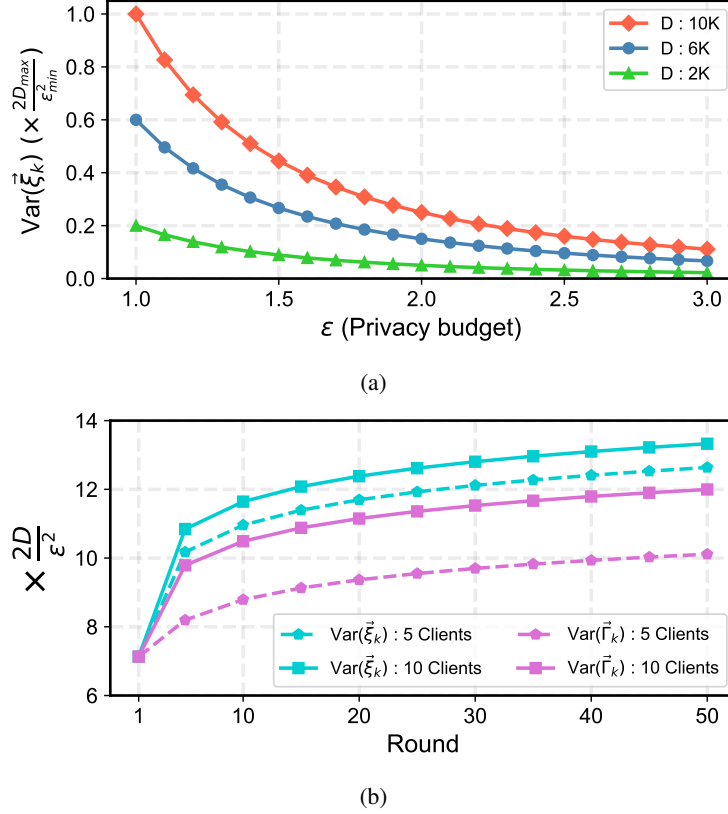 Var(ξ⃗ₖ) (× 2Dₘₐₓ/ε²ₘᵢₙ)
1.0
0.8
0.6
0.4
0.2
0.0
D : 10K
D : 6K
D : 2K
1.0 1.5 2.0 2.5 3.0
ε (Privacy budget)
(a)
× 2D/ε²
14
12
10
8
6
Var(ξ⃗ₖ) : 5 Clients
Var(ξ⃗ₖ) : 10 Clients
Var(Γ⃗ₖ) : 5 Clients
Var(Γ⃗ₖ) : 10 Clients
1 10 20 30 40 50
Round
(b)